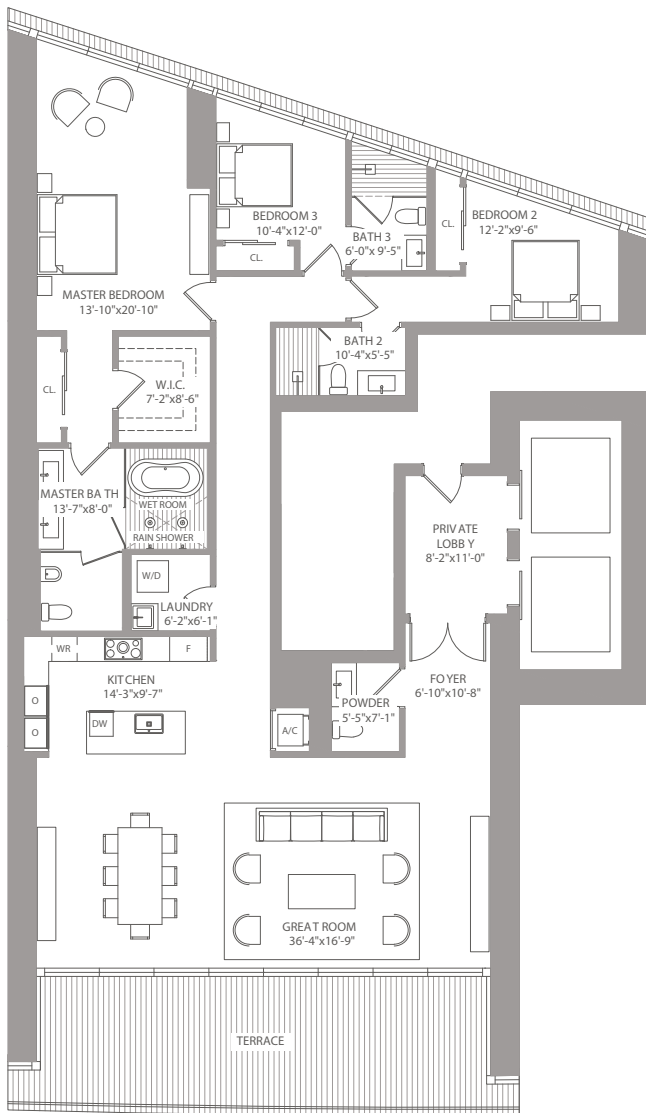 BEDROOM 3
10'-4"x12'-0"
CL.
BATH 3
6'-0"x 9'-5"
CL.
BEDROOM 2
12'-2"x9'-6"
MASTER BEDROOM
13'-10"x20'-10"
BATH 2
10'-4"x5'-5"
CL.
W.I.C.
7'-2"x8'-6"
MASTER BA TH
13'-7"x8'-0"
WET ROOM
RAIN SHOWER
PRIVATE
LOBB Y
8'-2"x11'-0"
W/D
LAUNDRY
6'-2"x6'-1"
WR
F
KITCHEN
14'-3"x9'-7"
O
O
DW
A/C
POWDER
5'-5"x7'-1"
FO YER
6'-10"x10'-8"
GREAT ROOM
36'-4"x16'-9"
TERRACE